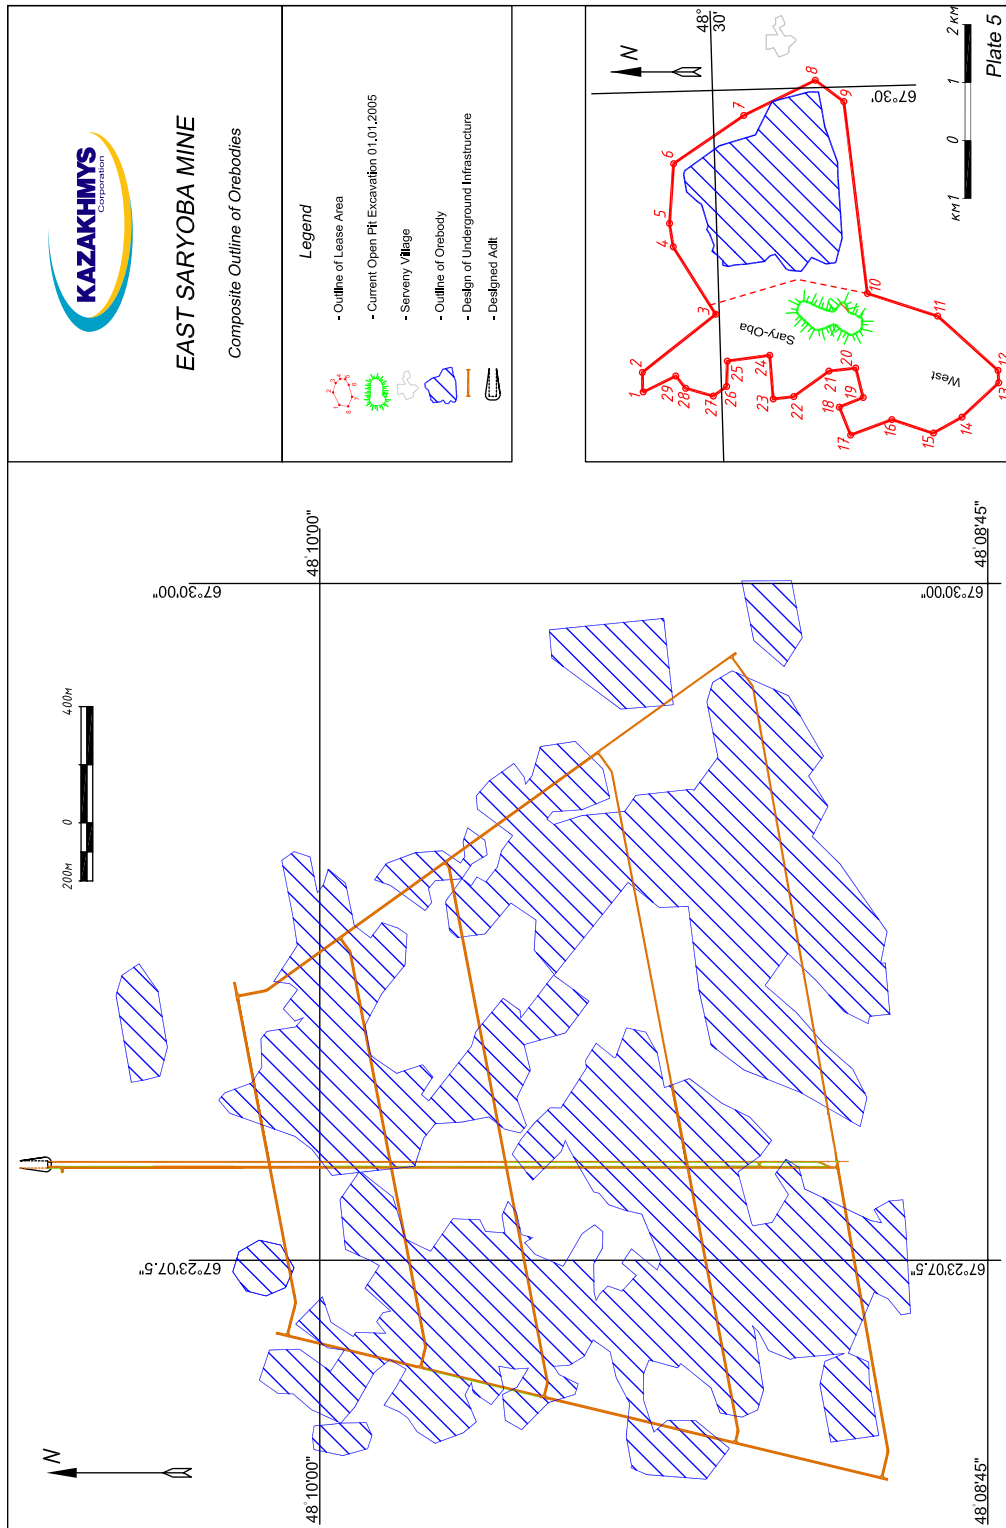 KAZAKHMYS
Corporation
EAST SARYOBA MINE
Composite Outline of Orebodies
Legend
- Outline of Lease Area
- Current Open Pit Excavation 01.01.2005
- Serveny Village
- Outline of Orebody
- Design of Underground Infrastructure
- Designed Adit
N
48°
30'
67°30'
1
2
3
4
5
6
7
8
9
10
11
12
13
14
15
16
17
18
19
20
21
22
23
24
25
26
27
28
29
Sary-Oba
West
км 1
0
1
2 км
Plate 5
N
200м
0
400м
67°30'00"
67°30'00"
67°23'07.5"
67°23'07.5"
48°10'00"
48°10'00"
48°08'45"
48°08'45"